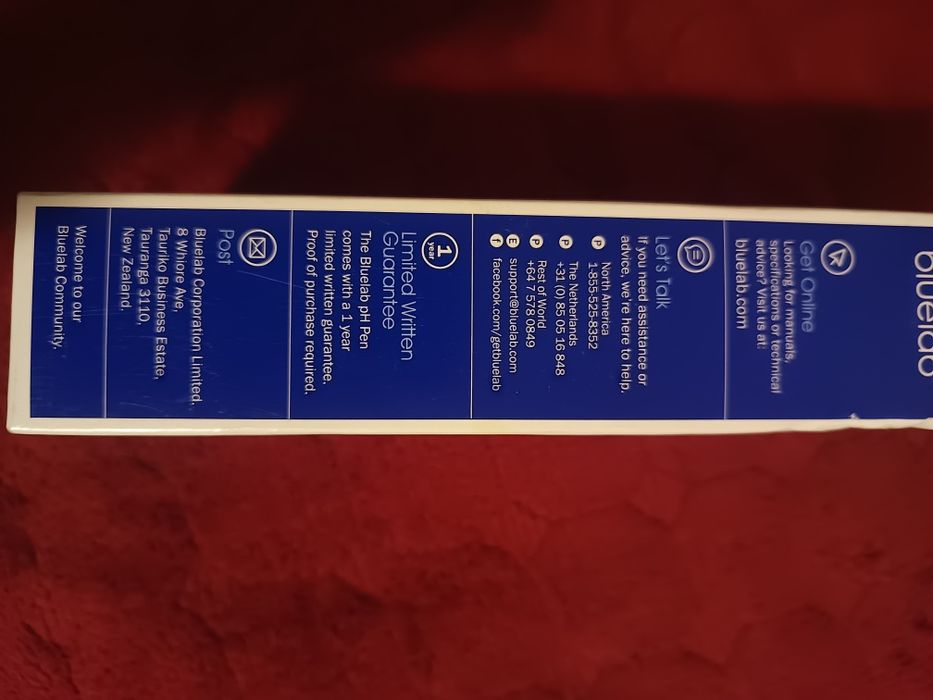 bluelab
Get Online
Looking for manuals,
specifications or technical
advice? Visit us at:
bluelab.com
Let's Talk
If you need assistance or
advice, we're here to help.
P North America
1-855-525-8352
P The Netherlands
+31 (0) 85 05 16 848
P Rest of World
+64 7 578 0849
E support@bluelab.com
f facebook.com/getbluelab
1 year
Limited Written
Guarantee
The Bluelab pH Pen
comes with a 1 year
limited written guarantee.
Proof of purchase required.
Post
Bluelab Corporation Limited,
8 Whiore Ave,
Tauriko Business Estate,
Tauranga 3110,
New Zealand.
Welcome to our
Bluelab Community.